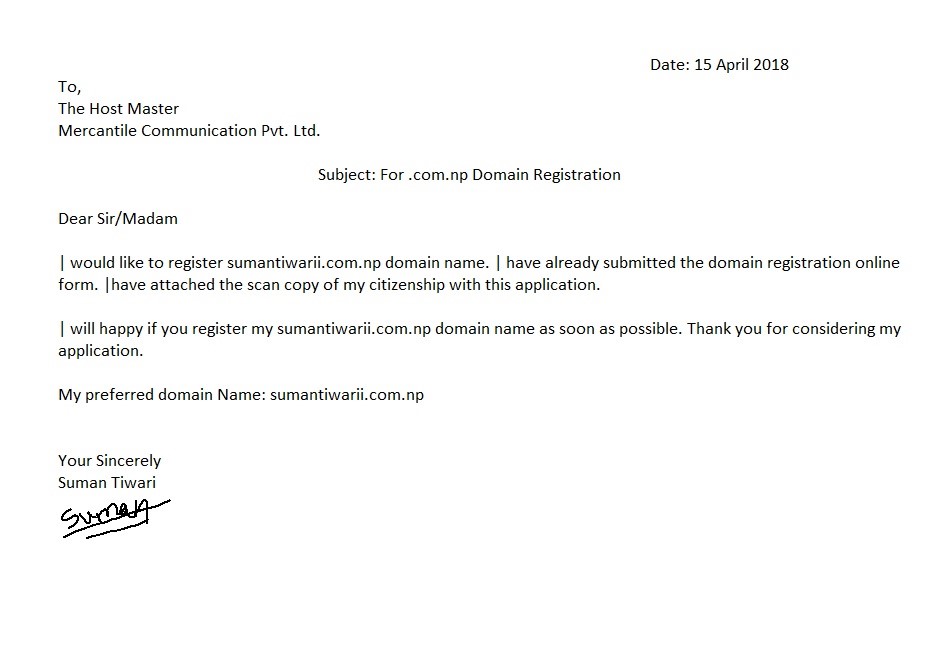 Date: 15 April 2018
To,
The Host Master
Mercantile Communication Pvt. Ltd.
Subject: For .com.np Domain Registration
Dear Sir/Madam
| would like to register sumantiwarii.com.np domain name. | have already submitted the domain registration online
form. |have attached the scan copy of my citizenship with this application.
| will happy if you register my sumantiwarii.com.np domain name as soon as possible. Thank you for considering my
application.
My preferred domain Name: sumantiwarii.com.np
Your Sincerely
Suman Tiwari
Suman